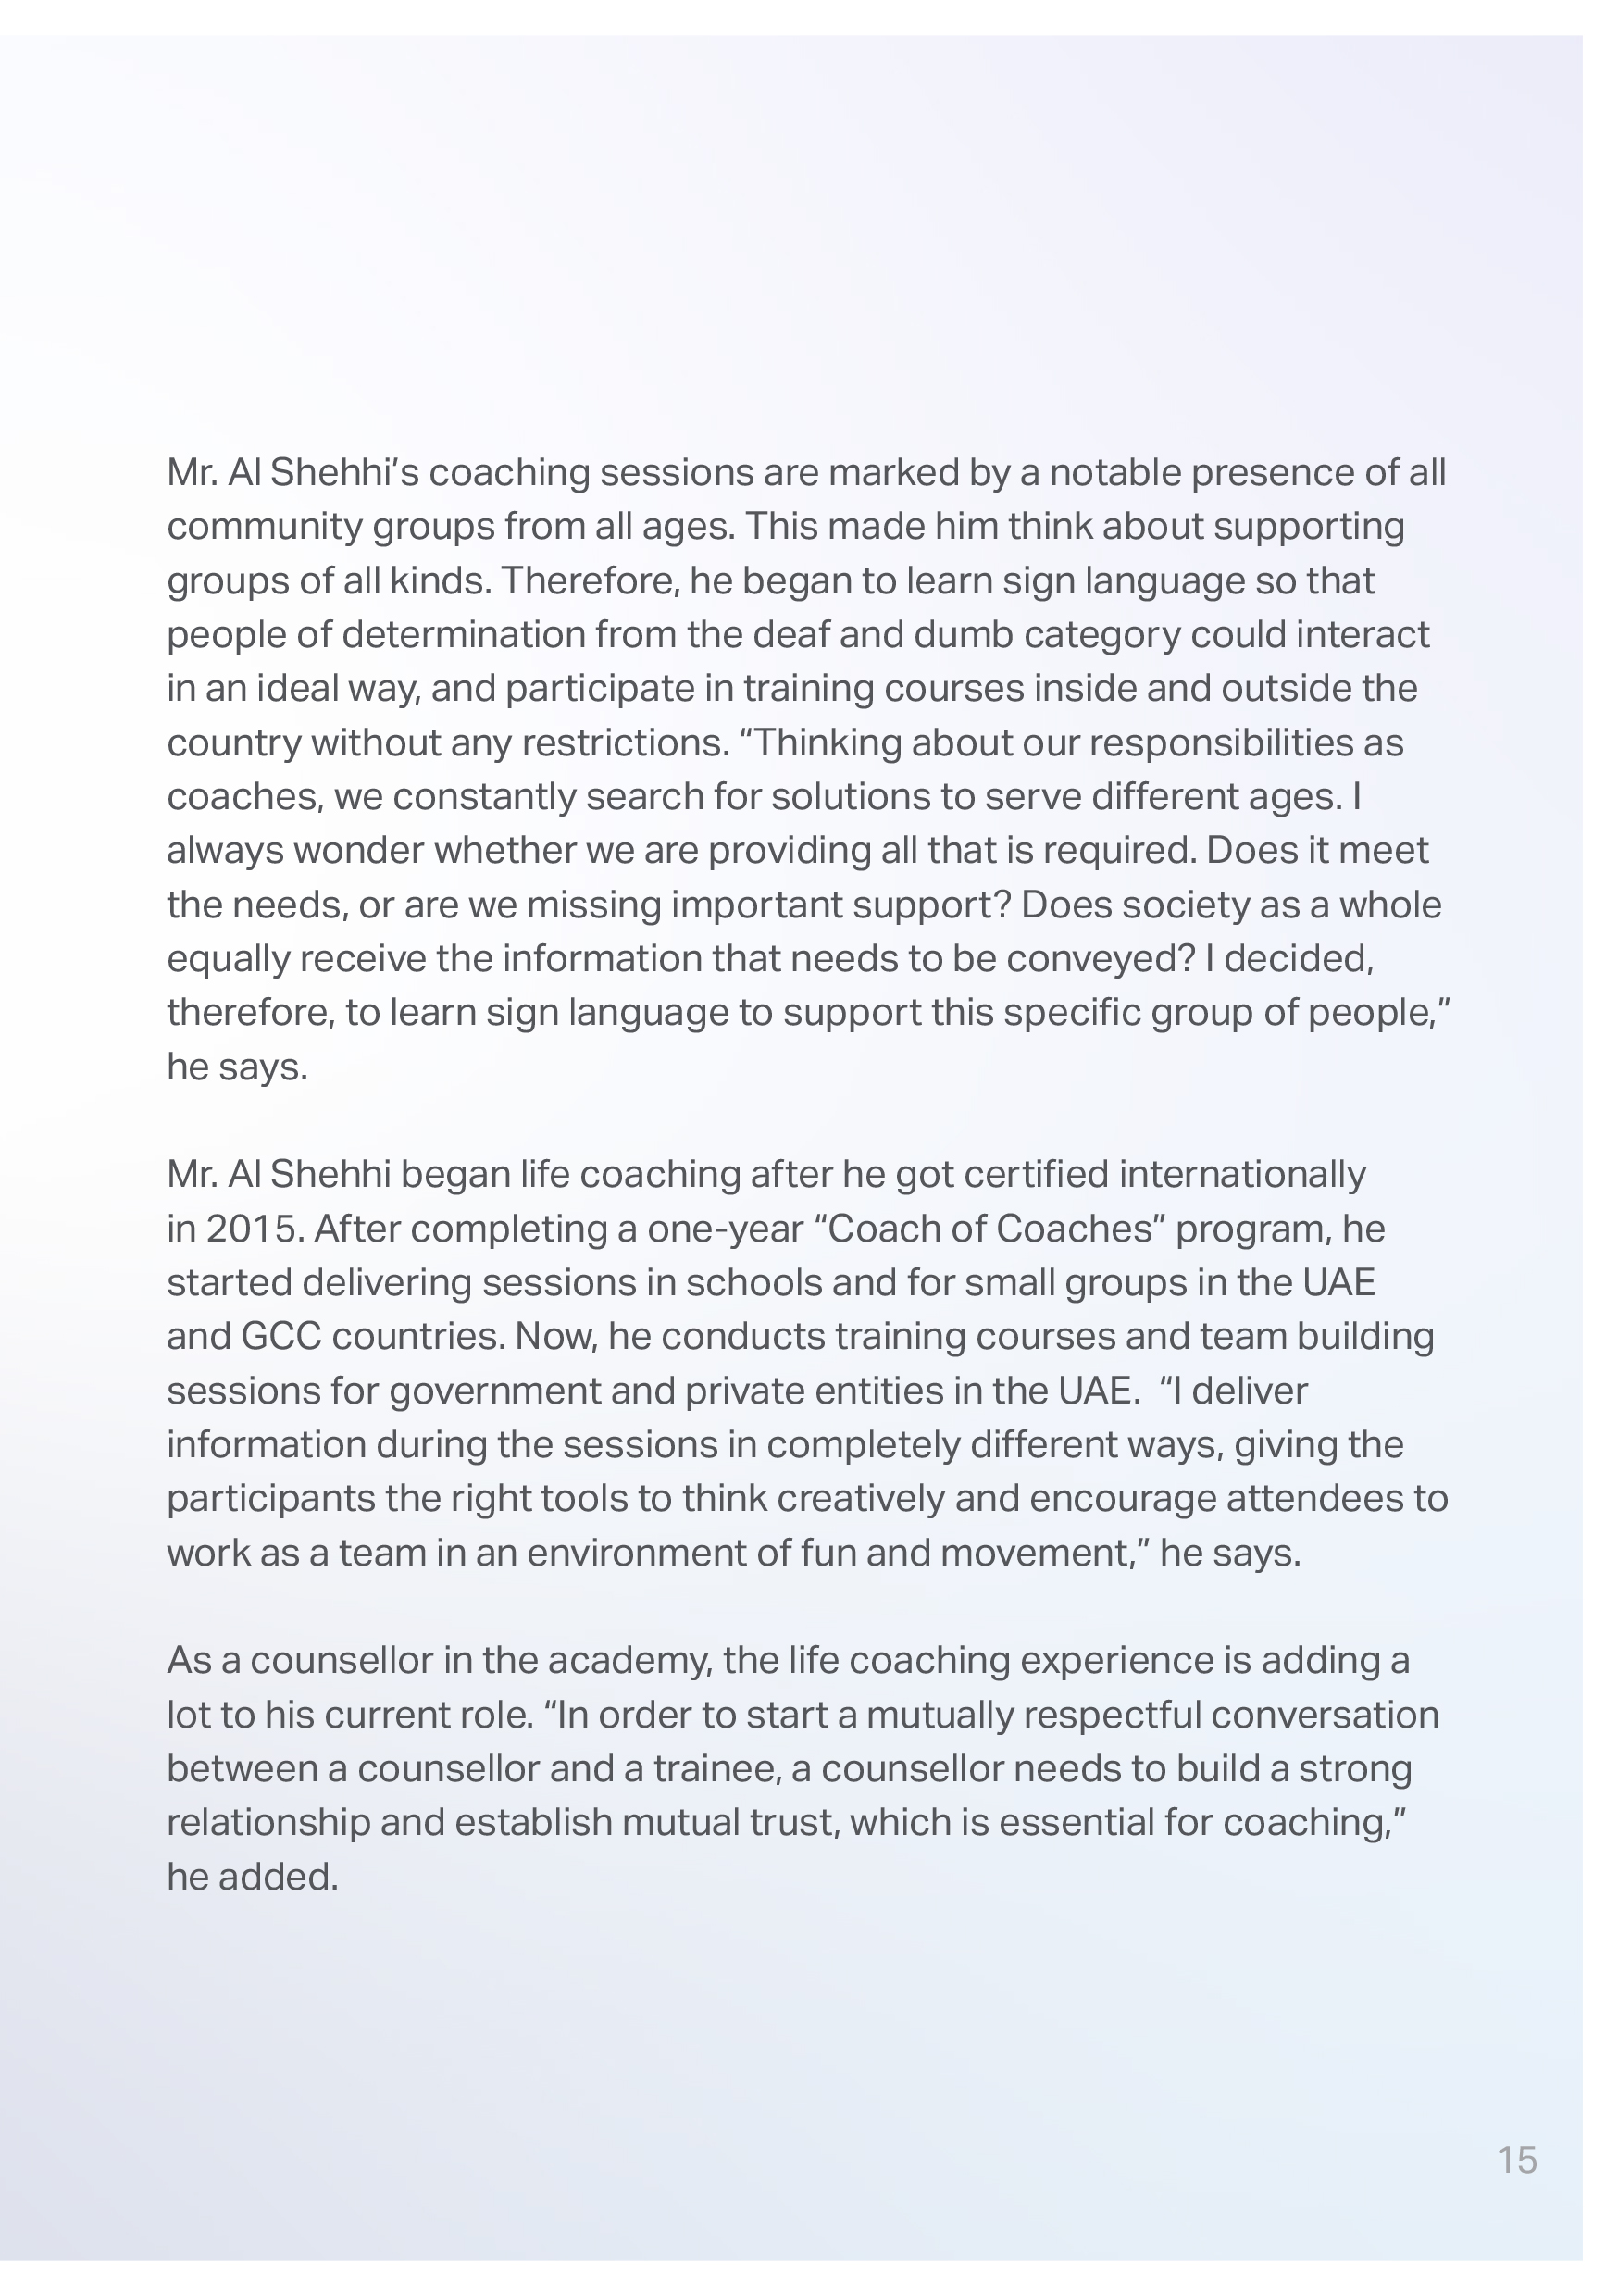 Mr. Al Shehhi’s coaching sessions are marked by a notable presence of all
community groups from all ages. This made him think about supporting
groups of all kinds. Therefore, he began to learn sign language so that
people of determination from the deaf and dumb category could interact
in an ideal way, and participate in training courses inside and outside the
country without any restrictions. “Thinking about our responsibilities as
coaches, we constantly search for solutions to serve different ages. I
always wonder whether we are providing all that is required. Does it meet
the needs, or are we missing important support? Does society as a whole
equally receive the information that needs to be conveyed? I decided,
therefore, to learn sign language to support this specific group of people,”
he says.

Mr. Al Shehhi began life coaching after he got certified internationally
in 2015. After completing a one-year “Coach of Coaches” program, he
started delivering sessions in schools and for small groups in the UAE
and GCC countries. Now, he conducts training courses and team building
sessions for government and private entities in the UAE.  “I deliver
information during the sessions in completely different ways, giving the
participants the right tools to think creatively and encourage attendees to
work as a team in an environment of fun and movement,” he says.

As a counsellor in the academy, the life coaching experience is adding a
lot to his current role. “In order to start a mutually respectful conversation
between a counsellor and a trainee, a counsellor needs to build a strong
relationship and establish mutual trust, which is essential for coaching,”
he added.

15